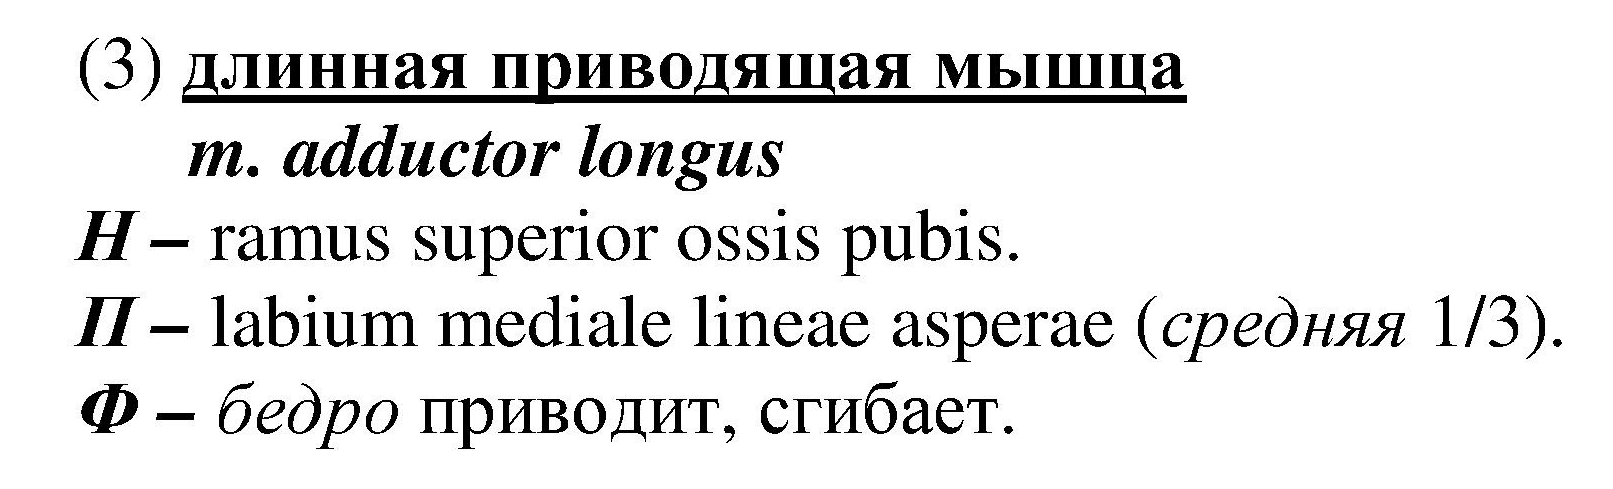 (3) длинная приводящая мышца
m. adductor longus
Н – ramus superior ossis pubis.
П – labium mediale lineae asperae (средняя 1/3).
Ф – бедро приводит, сгибает.